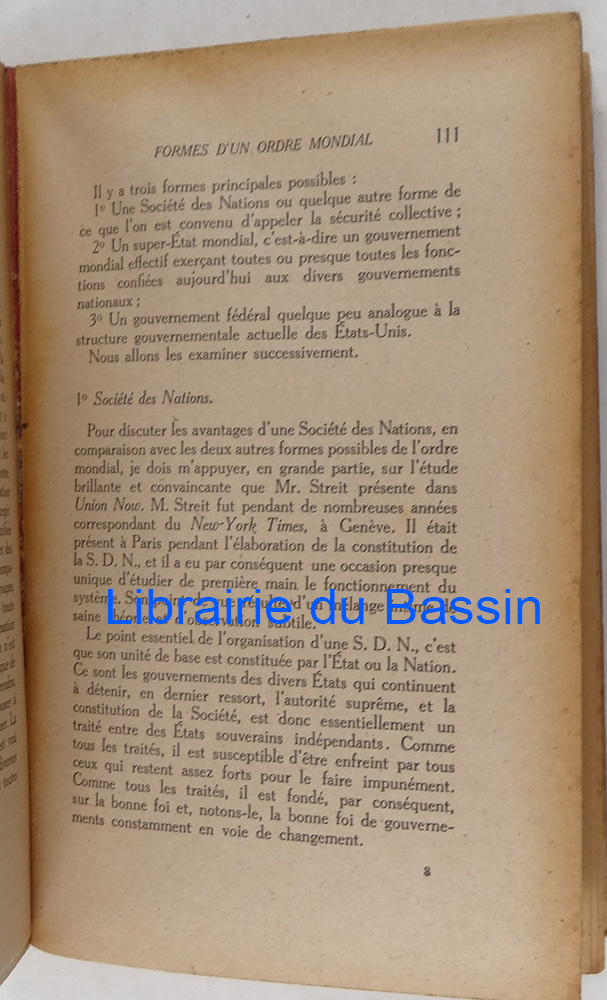 FORMES D'UN ORDRE MONDIAL 111
Il y a trois formes principales possibles :
1º Une Société des Nations ou quelque autre forme de
ce que l'on est convenu d'appeler la sécurité collective ;
2º Un super-État mondial, c'est-à-dire un gouvernement
mondial effectif exerçant toutes ou presque toutes les fonc-
tions confiées aujourd'hui aux divers gouvernements
nationaux ;
3º Un gouvernement fédéral quelque peu analogue à la
structure gouvernementale actuelle des États-Unis.
Nous allons les examiner successivement.
1º Société des Nations.
Pour discuter les avantages d'une Société des Nations, en
comparaison avec les deux autres formes possibles de l'ordre
mondial, je dois m'appuyer, en grande partie, sur l'étude
brillante et convaincante que Mr. Streit présente dans
Union Now. M. Streit fut pendant de nombreuses années
correspondant du New-York Times, à Genève. Il était
présent à Paris pendant l'élaboration de la constitution de
la S. D. N., et il a eu par conséquent une occasion presque
unique d'étudier de première main le fonctionnement du
système. Son d'un mélange de
saine théorie et d'observation subtile.
Librairie du Bassin
Le point essentiel de l'organisation d'une S. D. N., c'est
que son unité de base est constituée par l'État ou la Nation.
Ce sont les gouvernements des divers États qui continuent
à détenir, en dernier ressort, l'autorité suprême, et la
constitution de la Société, est donc essentiellement un
traité entre des États souverains indépendants. Comme
tous les traités, il est susceptible d'être enfreint par tous
ceux qui restent assez forts pour le faire impunément.
Comme tous les traités, il est fondé, par conséquent,
sur la bonne foi et, notons-le, la bonne foi de gouverne-
ments constamment en voie de changement.
8